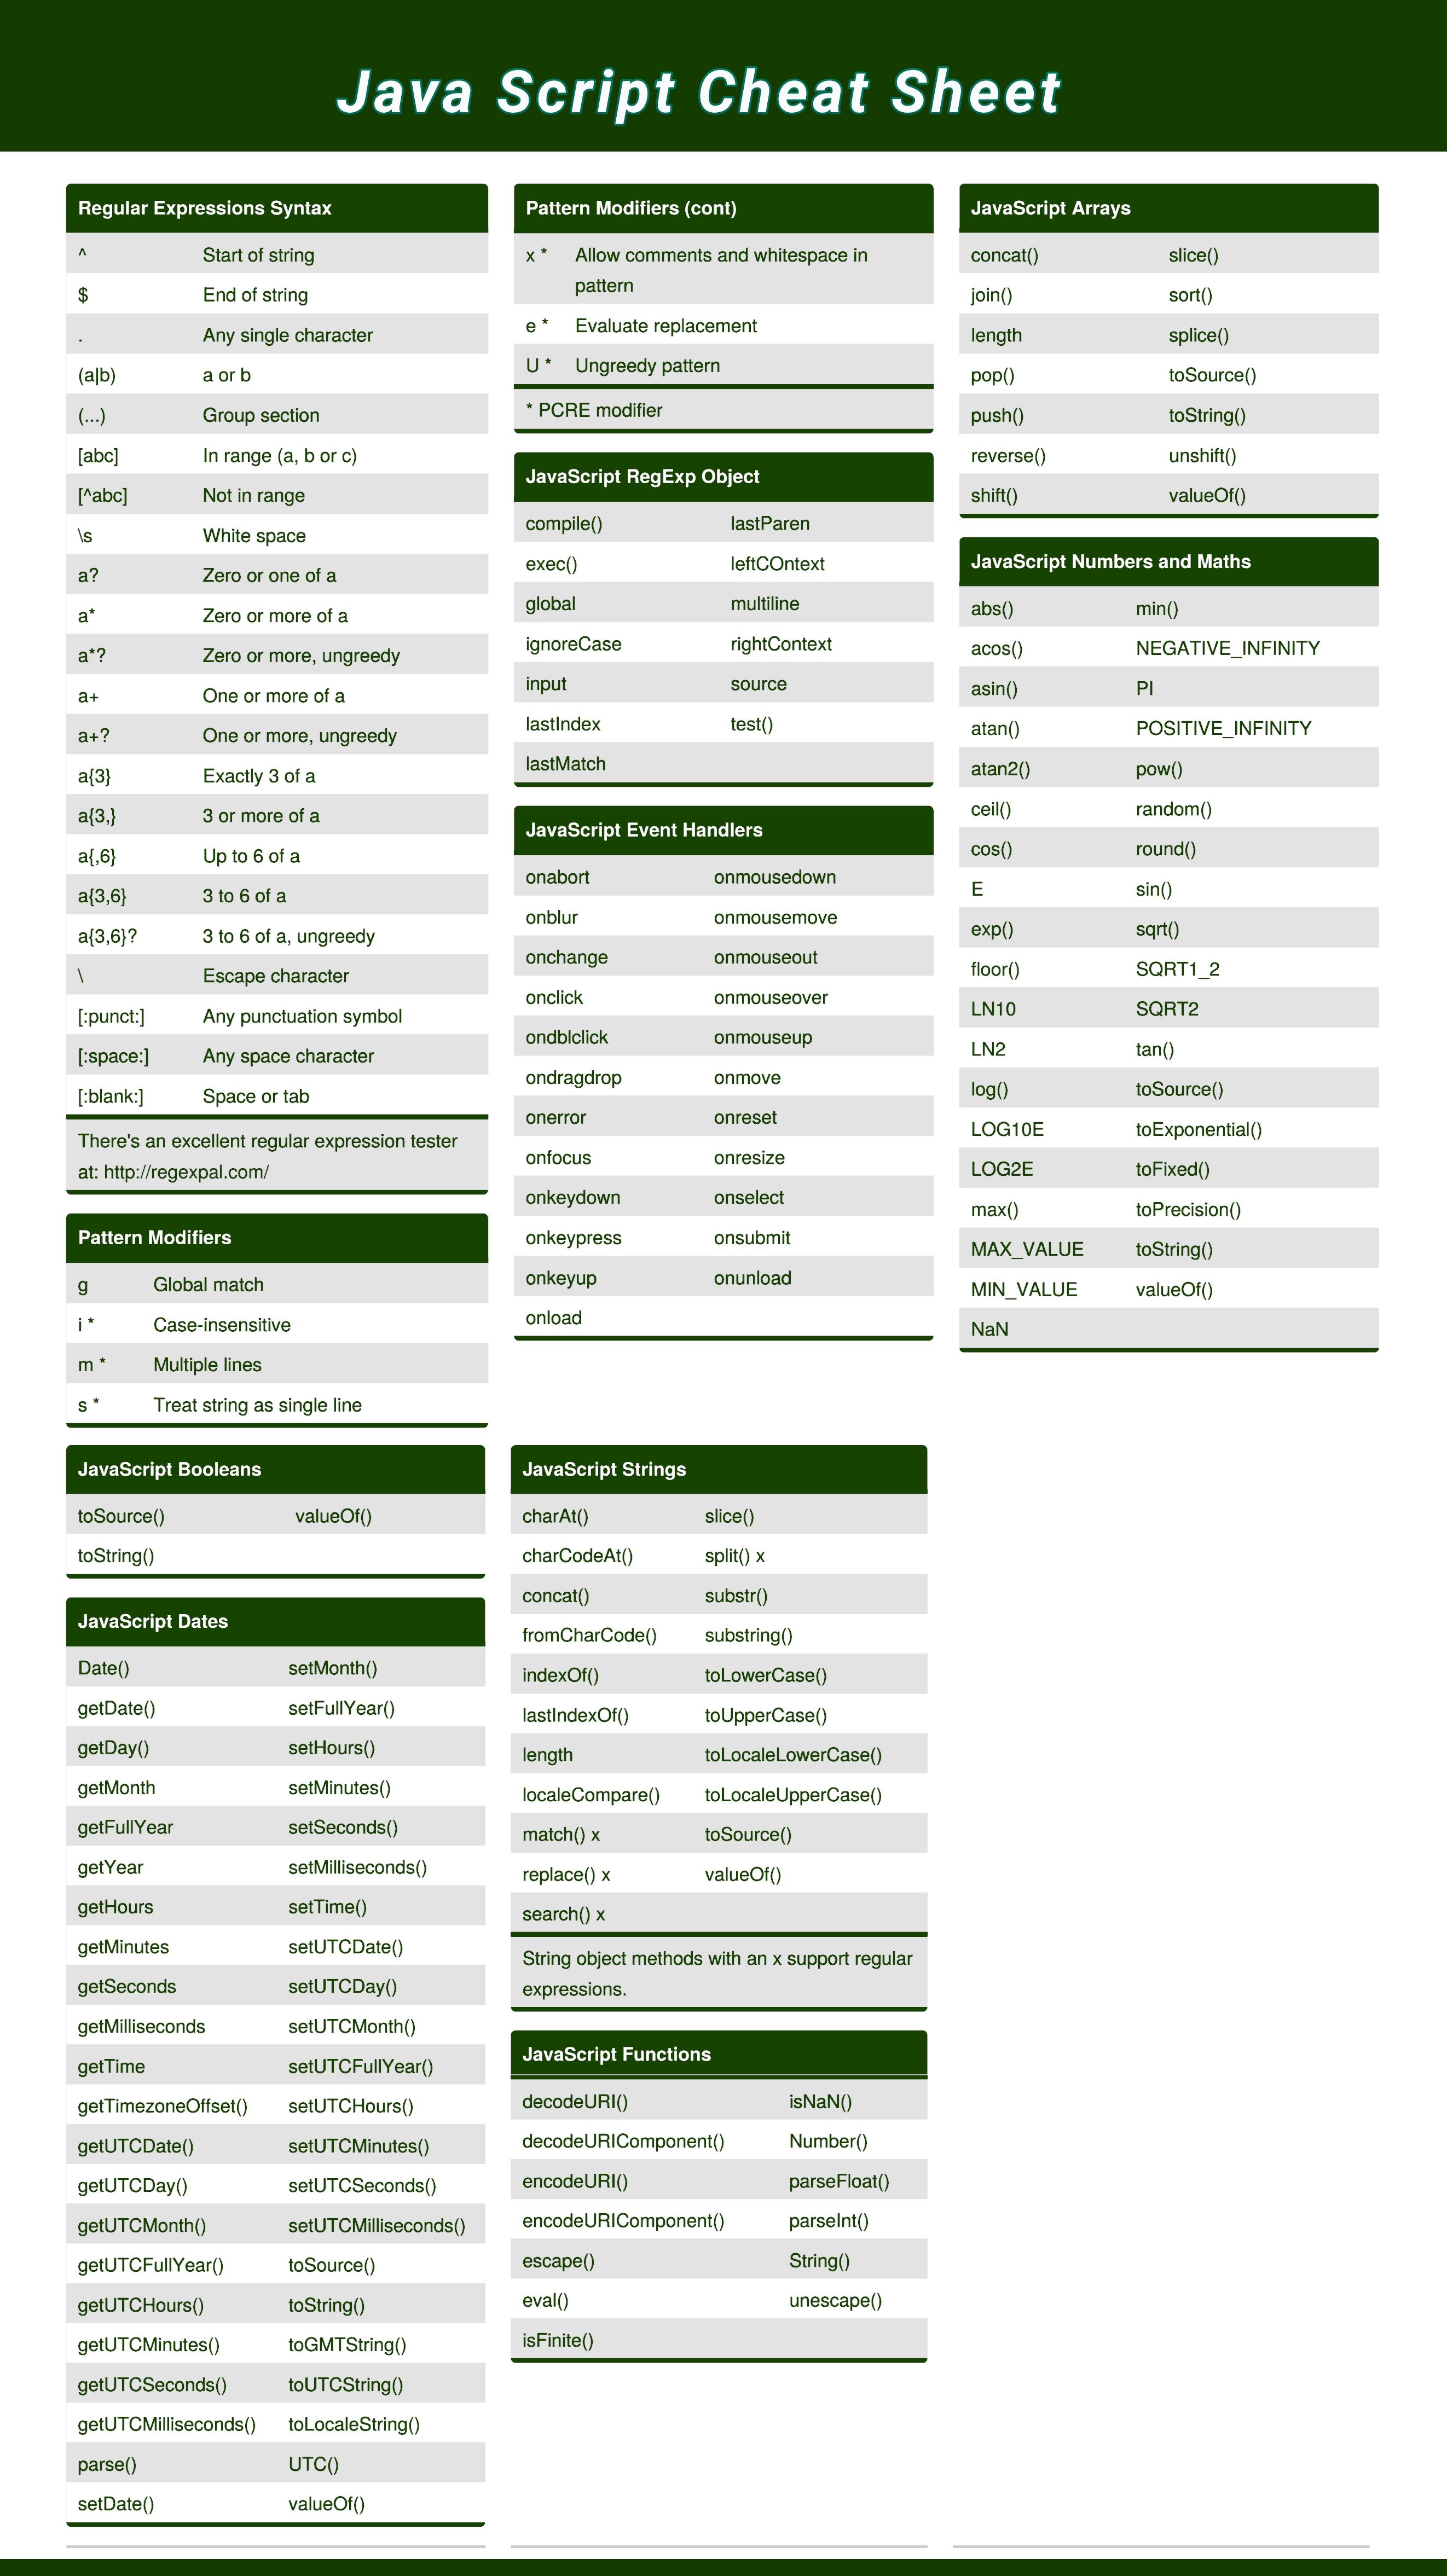 Java Script Cheat Sheet
Regular Expressions Syntax
^ Start of string
$ End of string
. Any single character
(a|b) a or b
(...) Group section
[abc] In range (a, b or c)
[^abc] Not in range
\s White space
a? Zero or one of a
a* Zero or more of a
a*? Zero or more, ungreedy
a+ One or more of a
a+? One or more, ungreedy
a{3} Exactly 3 of a
a{3,} 3 or more of a
a{,6} Up to 6 of a
a{3,6} 3 to 6 of a
a{3,6}? 3 to 6 of a, ungreedy
\ Escape character
[:punct:] Any punctuation symbol
[:space:] Any space character
[:blank:] Space or tab
There's an excellent regular expression tester
at: http://regexpal.com/
Pattern Modifiers
g Global match
i * Case-insensitive
m * Multiple lines
s * Treat string as single line
Pattern Modifiers (cont)
x * Allow comments and whitespace in
pattern
e * Evaluate replacement
U * Ungreedy pattern
* PCRE modifier
JavaScript RegExp Object
compile() lastParen
exec() leftCOntext
global multiline
ignoreCase rightContext
input source
lastIndex test()
lastMatch
JavaScript Event Handlers
onabort onmousedown
onblur onmousemove
onchange onmouseout
onclick onmouseover
ondblclick onmouseup
ondragdrop onmove
onerror onreset
onfocus onresize
onkeydown onselect
onkeypress onsubmit
onkeyup onunload
onload
JavaScript Arrays
concat() slice()
join() sort()
length splice()
pop() toSource()
push() toString()
reverse() unshift()
shift() valueOf()
JavaScript Numbers and Maths
abs() min()
acos() NEGATIVE_INFINITY
asin() PI
atan() POSITIVE_INFINITY
atan2() pow()
ceil() random()
cos() round()
E sin()
exp() sqrt()
floor() SQRT1_2
LN10 SQRT2
LN2 tan()
log() toSource()
LOG10E toExponential()
LOG2E toFixed()
max() toPrecision()
MAX_VALUE toString()
MIN_VALUE valueOf()
NaN
JavaScript Booleans
toSource() valueOf()
toString()
JavaScript Dates
Date() setMonth()
getDate() setFullYear()
getDay() setHours()
getMonth setMinutes()
getFullYear setSeconds()
getYear setMilliseconds()
getHours setTime()
getMinutes setUTCDate()
getSeconds setUTCDay()
getMilliseconds setUTCMonth()
getTime setUTCFullYear()
getTimezoneOffset() setUTCHours()
getUTCDate() setUTCMinutes()
getUTCDay() setUTCSeconds()
getUTCMonth() setUTCMilliseconds()
getUTCFullYear() toSource()
getUTCHours() toString()
getUTCMinutes() toGMTString()
getUTCSeconds() toUTCString()
getUTCMilliseconds() toLocaleString()
parse() UTC()
setDate() valueOf()
JavaScript Strings
charAt() slice()
charCodeAt() split() x
concat() substr()
fromCharCode() substring()
indexOf() toLowerCase()
lastIndexOf() toUpperCase()
length toLocaleLowerCase()
localeCompare() toLocaleUpperCase()
match() x toSource()
replace() x valueOf()
search() x
String object methods with an x support regular
expressions.
JavaScript Functions
decodeURI() isNaN()
decodeURIComponent() Number()
encodeURI() parseFloat()
encodeURIComponent() parseInt()
escape() String()
eval() unescape()
isFinite()